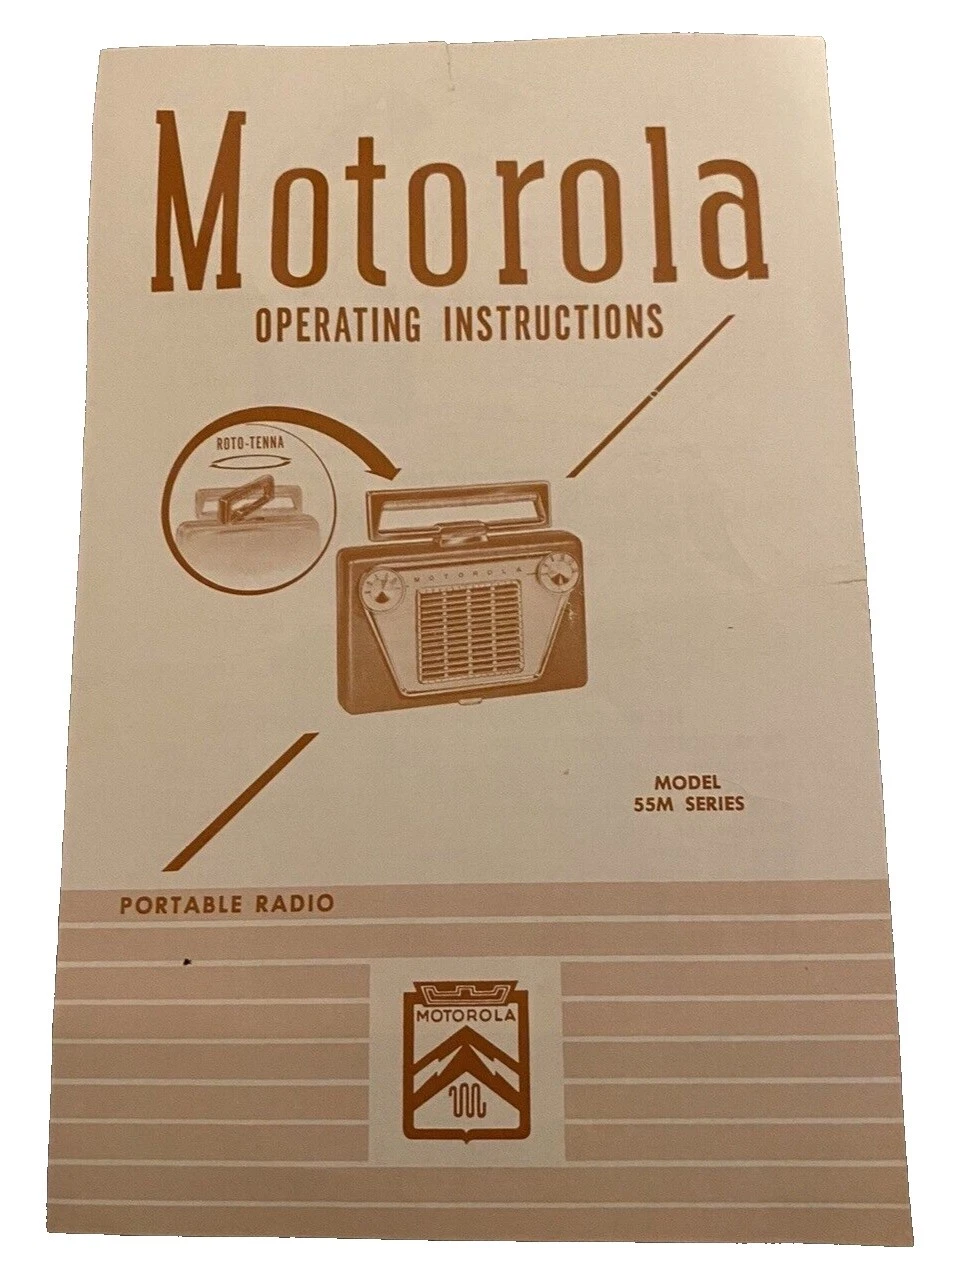 Motorola
OPERATING INSTRUCTIONS
ROTO-TENNA
MOTOROLA
MODEL
55M SERIES
PORTABLE RADIO
MOTOROLA